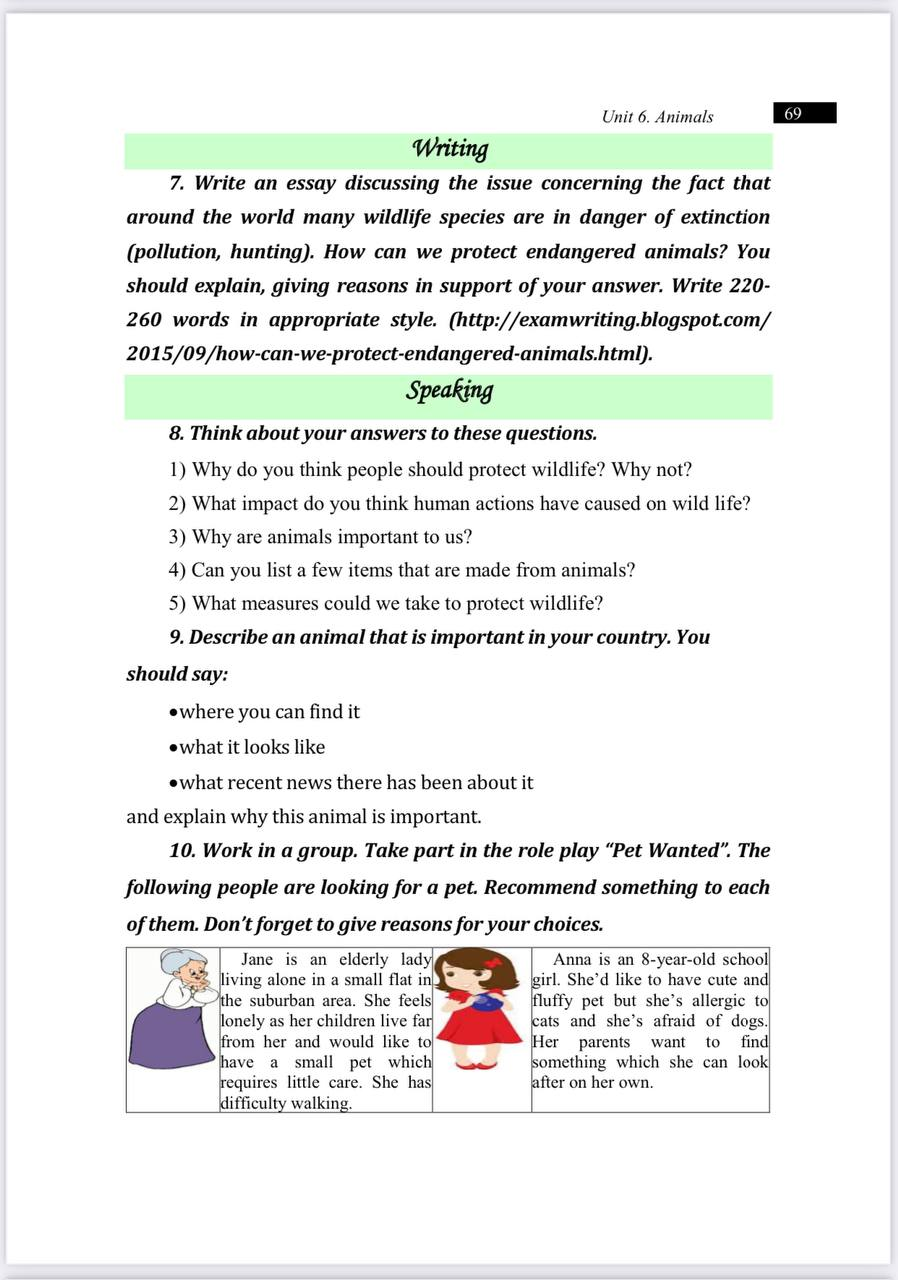 Unit 6. Animals 69
Writing
7. Write an essay discussing the issue concerning the fact that
around the world many wildlife species are in danger of extinction
(pollution, hunting). How can we protect endangered animals? You
should explain, giving reasons in support of your answer. Write 220-
260 words in appropriate style. (http://examwriting.blogspot.com/
2015/09/how-can-we-protect-endangered-animals.html).
Speaking
8. Think about your answers to these questions.
1) Why do you think people should protect wildlife? Why not?
2) What impact do you think human actions have caused on wild life?
3) Why are animals important to us?
4) Can you list a few items that are made from animals?
5) What measures could we take to protect wildlife?
9. Describe an animal that is important in your country. You
should say:
•where you can find it
•what it looks like
•what recent news there has been about it
and explain why this animal is important.
10. Work in a group. Take part in the role play “Pet Wanted”. The
following people are looking for a pet. Recommend something to each
of them. Don’t forget to give reasons for your choices.
Jane is an elderly lady
living alone in a small flat in
the suburban area. She feels
lonely as her children live far
from her and would like to
have a small pet which
requires little care. She has
difficulty walking.
Anna is an 8-year-old school
girl. She’d like to have cute and
fluffy pet but she’s allergic to
cats and she’s afraid of dogs.
Her parents want to find
something which she can look
after on her own.